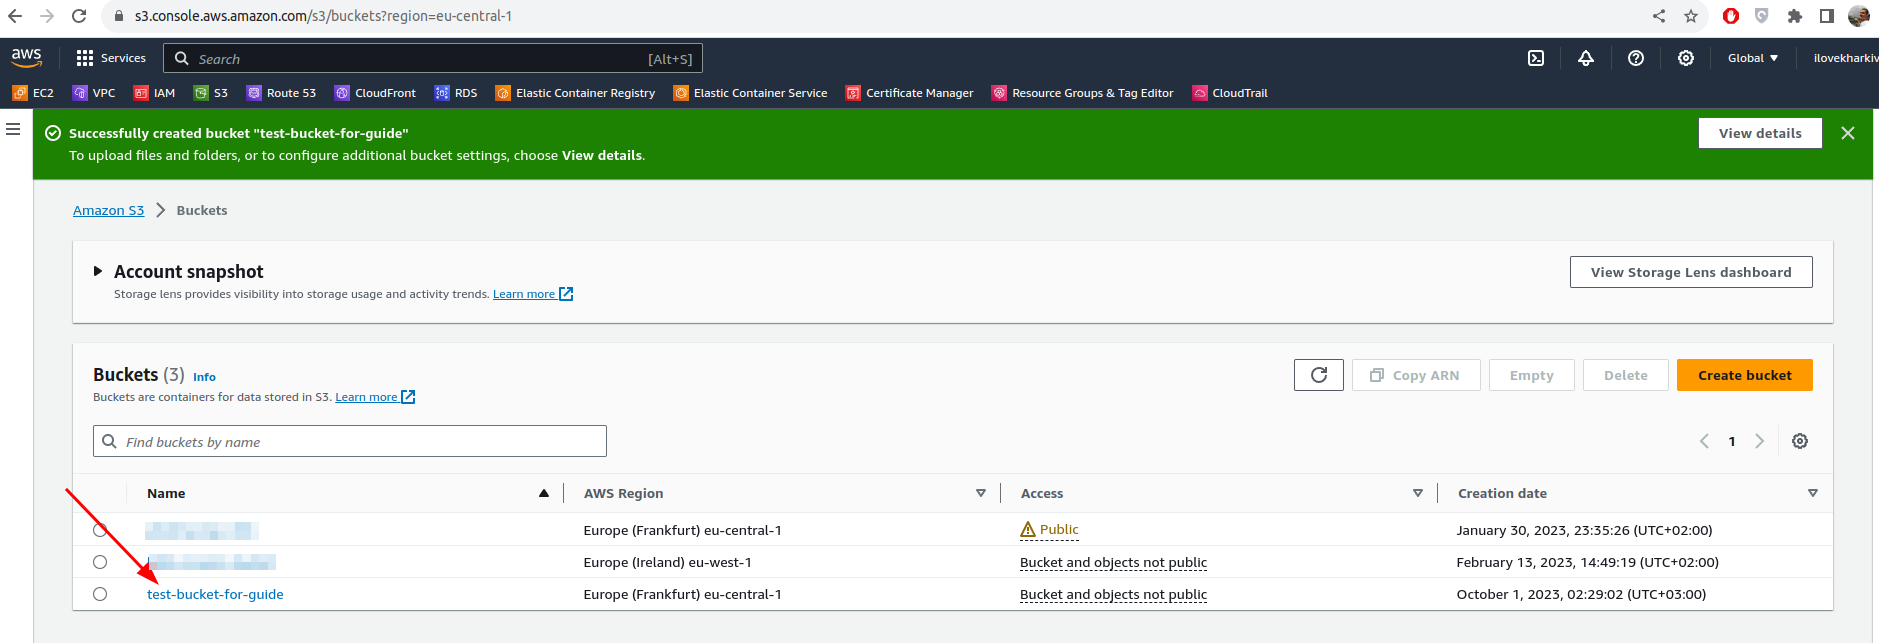 s3.console.aws.amazon.com/s3/buckets?region=eu-central-1
aws Services Search [Alt+S] Global ilovekharkiv
EC2 VPC IAM S3 Route 53 CloudFront RDS Elastic Container Registry Elastic Container Service Certificate Manager Resource Groups & Tag Editor CloudTrail
Successfully created bucket "test-bucket-for-guide"
To upload files and folders, or to configure additional bucket settings, choose View details.
View details
Amazon S3 Buckets
Account snapshot
Storage lens provides visibility into storage usage and activity trends. Learn more
View Storage Lens dashboard
Buckets (3) Info
Buckets are containers for data stored in S3. Learn more
Copy ARN Empty Delete Create bucket
Find buckets by name
1
Name AWS Region Access Creation date
Europe (Frankfurt) eu-central-1 Public January 30, 2023, 23:35:26 (UTC+02:00)
Europe (Ireland) eu-west-1 Bucket and objects not public February 13, 2023, 14:49:19 (UTC+02:00)
test-bucket-for-guide Europe (Frankfurt) eu-central-1 Bucket and objects not public October 1, 2023, 02:29:02 (UTC+03:00)